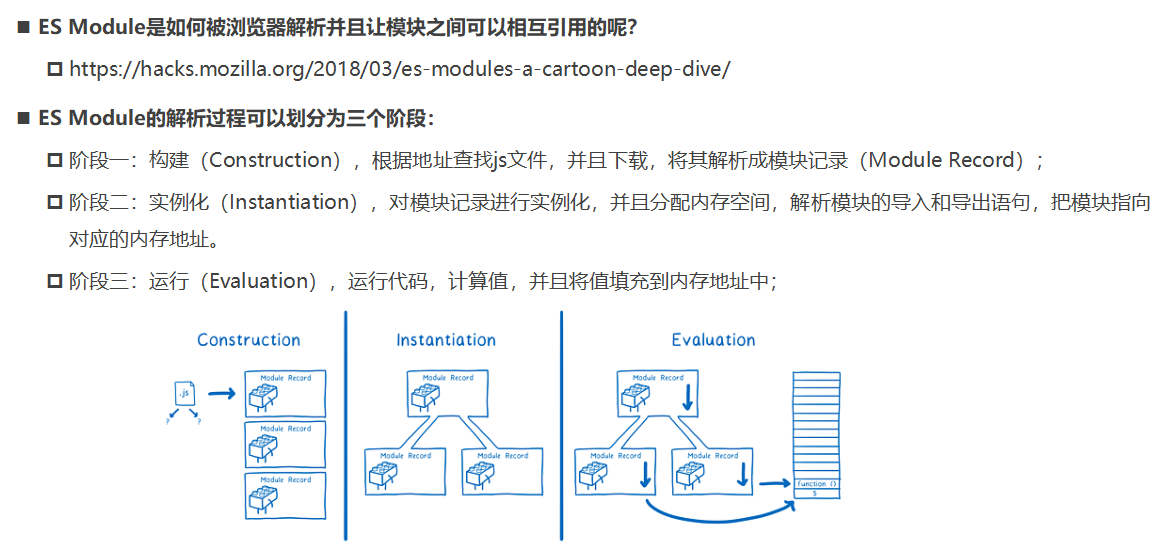 ■ ES Module是如何被浏览器解析并且让模块之间可以相互引用的呢？
https://hacks.mozilla.org/2018/03/es-modules-a-cartoon-deep-dive/
■ ES Module的解析过程可以划分为三个阶段：
阶段一：构建（Construction），根据地址查找js文件，并且下载，将其解析成模块记录（Module Record）；
阶段二：实例化（Instantiation），对模块记录进行实例化，并且分配内存空间，解析模块的导入和导出语句，把模块指向
对应的内存地址。
阶段三：运行（Evaluation），运行代码，计算值，并且将值填充到内存地址中；
Construction
.js
? ?
Module Record
Module Record
Module Record
Instantiation
Module Record
Module Record Module Record
Evaluation
Module Record
Module Record Module Record
function ()
5